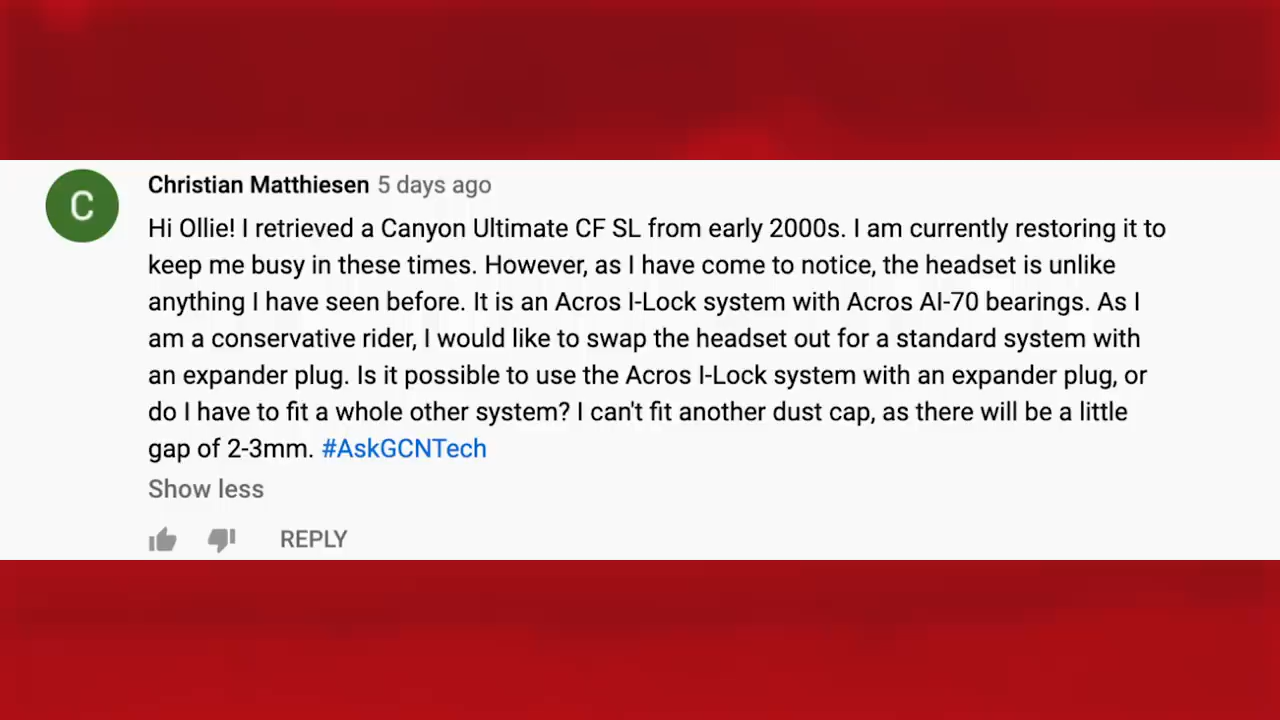 C
Christian Matthiesen 5 days ago
Hi Ollie! I retrieved a Canyon Ultimate CF SL from early 2000s. I am currently restoring it to
keep me busy in these times. However, as I have come to notice, the headset is unlike
anything I have seen before. It is an Acros I-Lock system with Acros AI-70 bearings. As I
am a conservative rider, I would like to swap the headset out for a standard system with
an expander plug. Is it possible to use the Acros I-Lock system with an expander plug, or
do I have to fit a whole other system? I can't fit another dust cap, as there will be a little
gap of 2-3mm. #AskGCNTech
Show less
REPLY